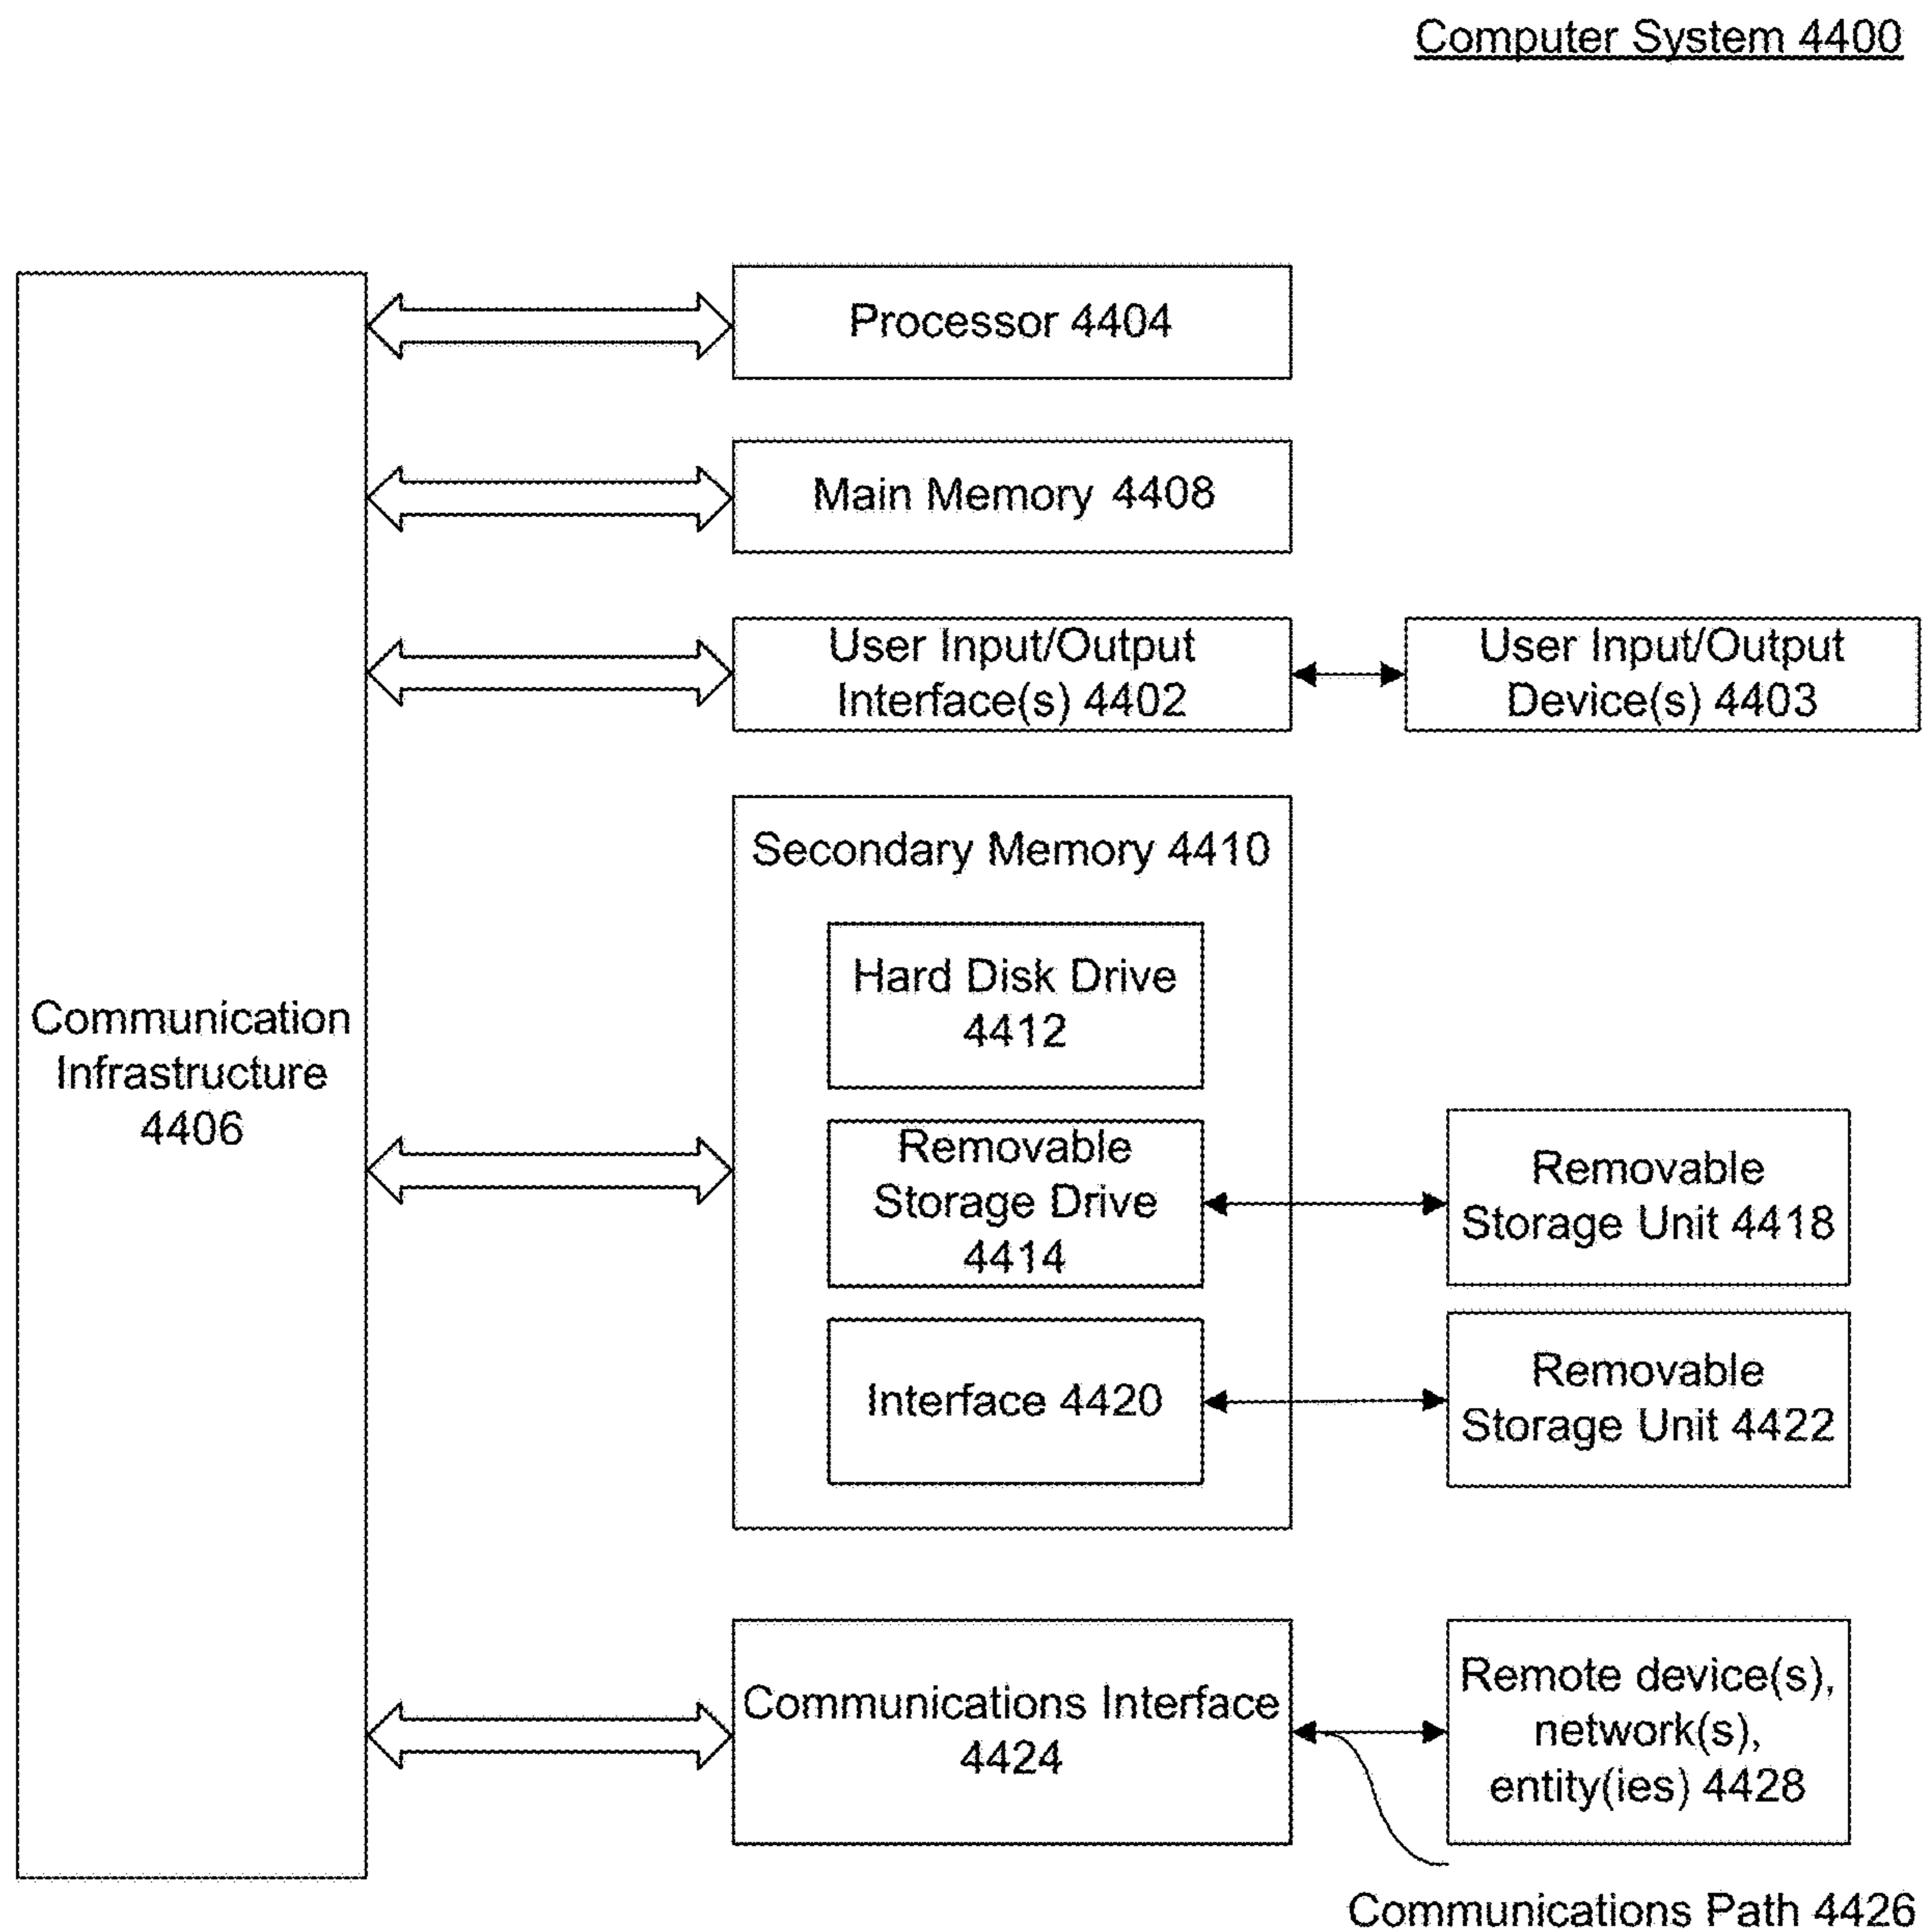 Computer System 4400
Processor 4404
Main Memory 4408
User Input/Output
Interface(s) 4402
User Input/Output
Device(s) 4403
Secondary Memory 4410
Hard Disk Drive
4412
Communication
Infrastructure
4406
Removable
Storage Drive
4414
Removable
Storage Unit 4418
Interface 4420
Removable
Storage Unit 4422
Communications Interface
4424
Remote device(s),
network(s),
entity(ies) 4428
Communications Path 4426